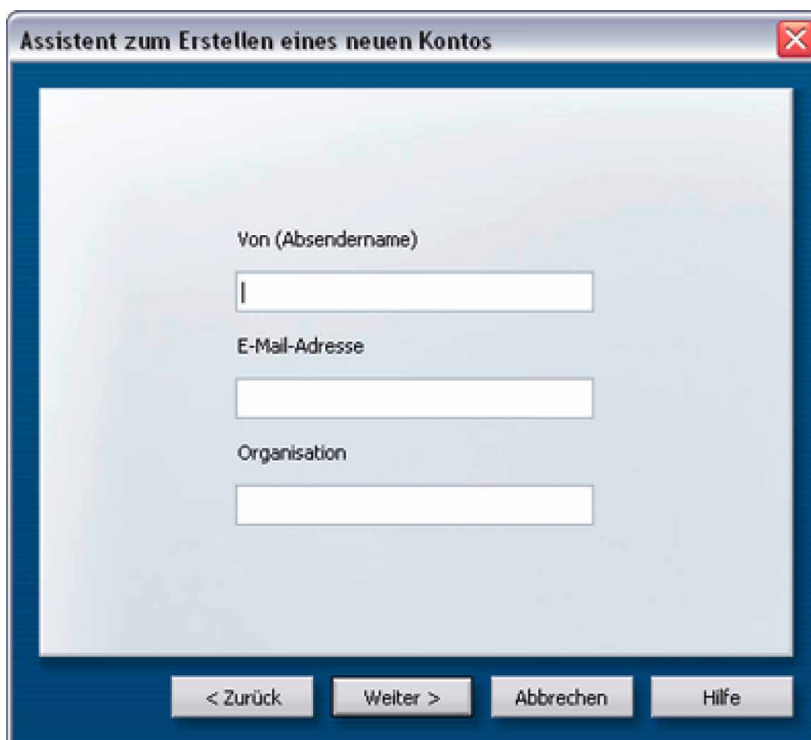 Assistent zum Erstellen eines neuen Kontos
Von (Absendername)
E-Mail-Adresse
Organisation
< Zurück
Weiter >
Abbrechen
Hilfe